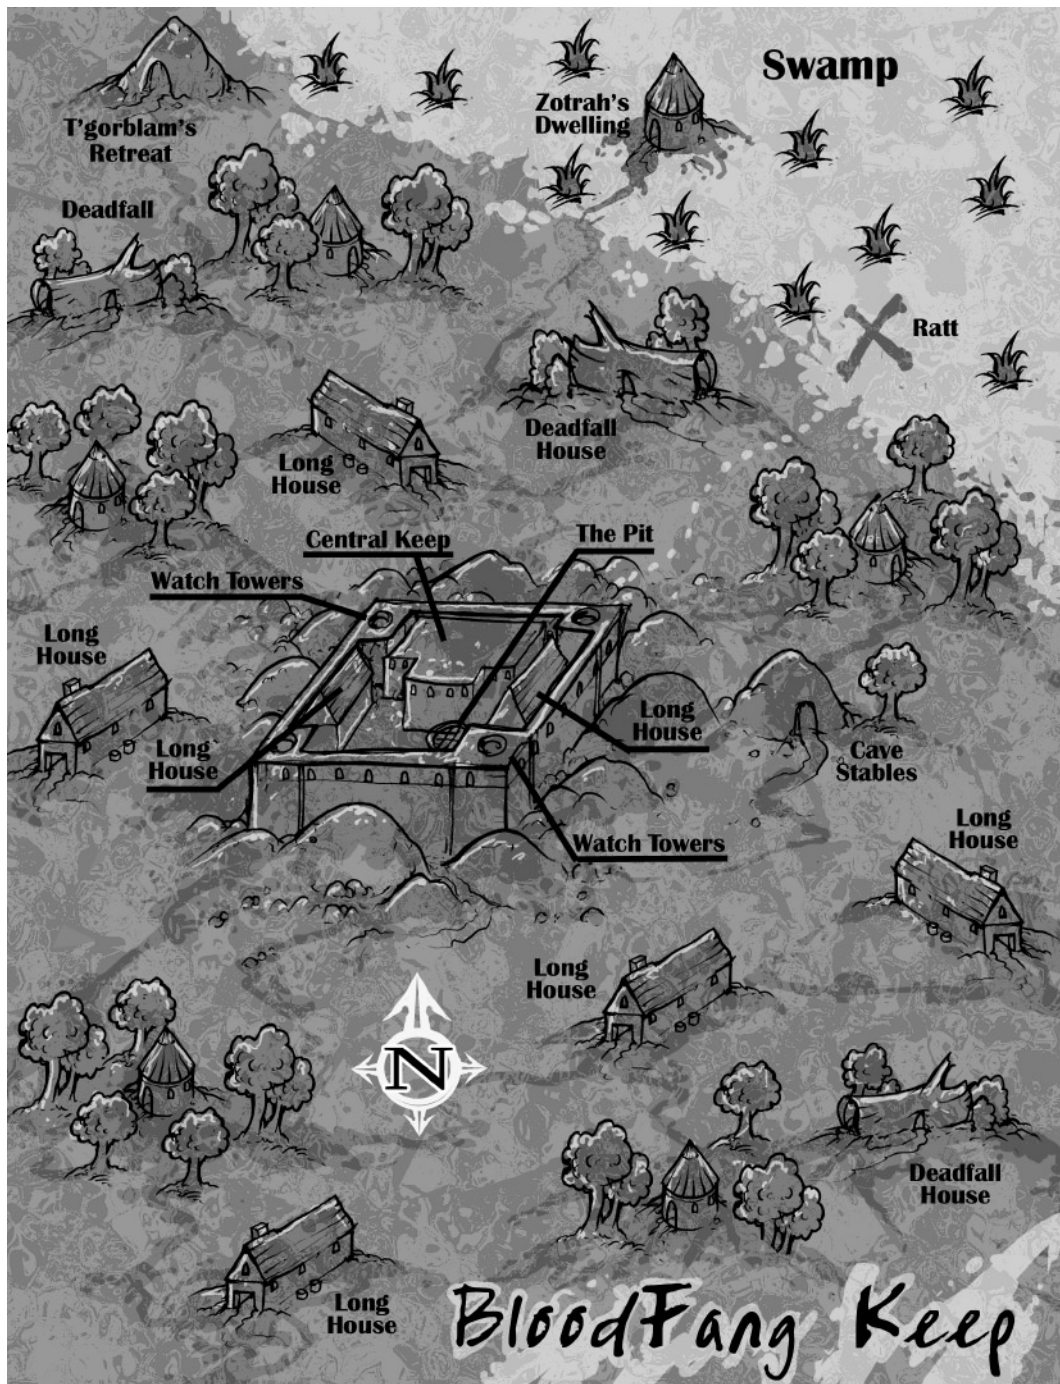 Swamp
Zotrah's
Dwelling
T'gorblam's
Retreat
Deadfall
Ratt
Deadfall
House
Long
House
Central Keep
The Pit
Watch Towers
Long
House
Long
House
Long
House
Cave
Stables
Watch Towers
Long
House
Long
House
N
Deadfall
House
Long
House
BloodFang Keep